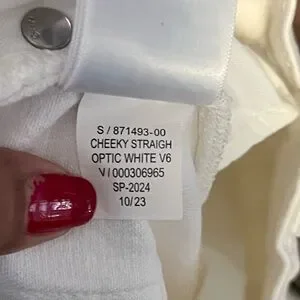 S / 871493-00
CHEEKY STRAIGH
OPTIC WHITE V6
V / 000306965
SP-2024
10/23